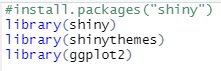 #install.packages("shiny")
library(shiny)
library(shinythemes)
library(ggplot2)